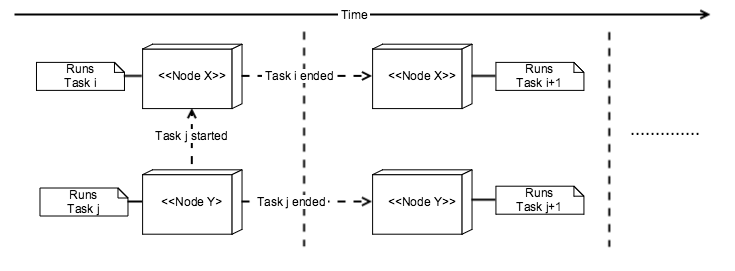 Time
Runs
Task i
<<Node X>>
Task i ended
<<Node X>>
Runs
Task i+1
Task j started
..............
Runs
Task j
<<Node Y>
Task j ended
<<Node Y>>
Runs
Task j+1